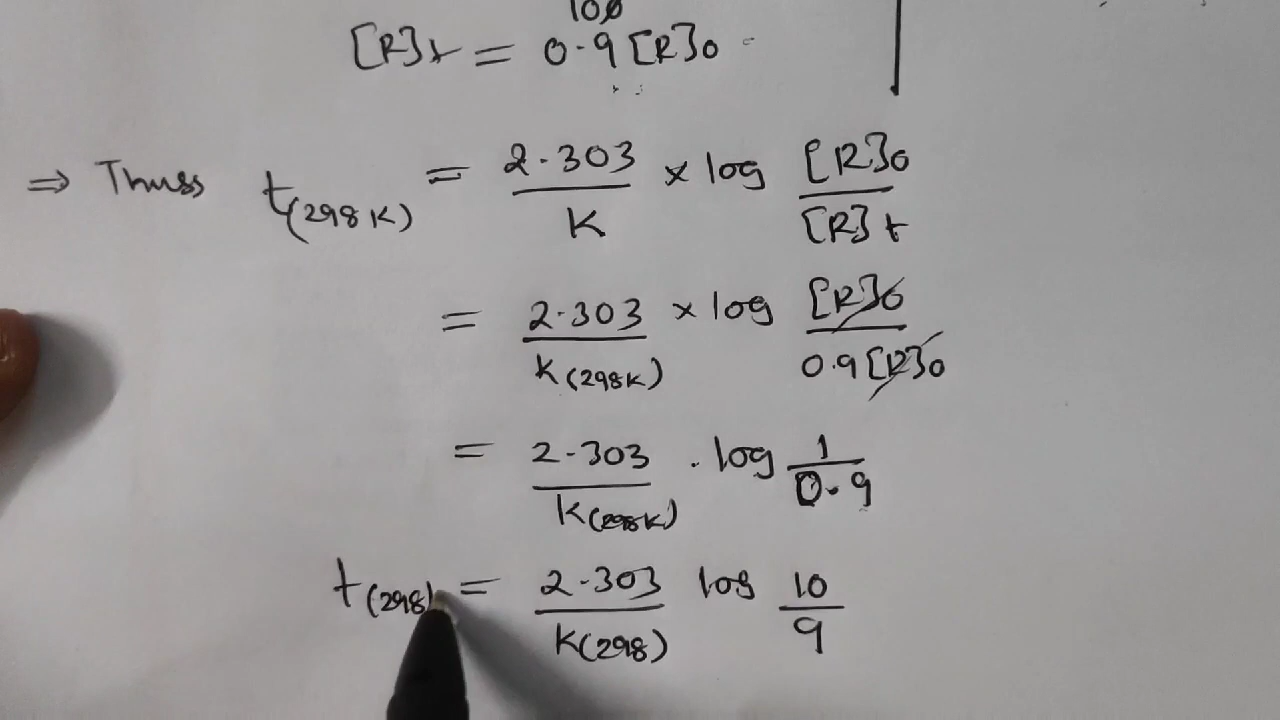 100
[R]t = 0.9 [R]0
⇒ Thuss t(298K) = 2.303 / K × log [R]0 / [R]t
= 2.303 / K(298K) × log [R]0 / 0.9 [R]0
= 2.303 / K(298K) . log 1 / 0.9
t(298) = 2.303 / K(298) log 10 / 9